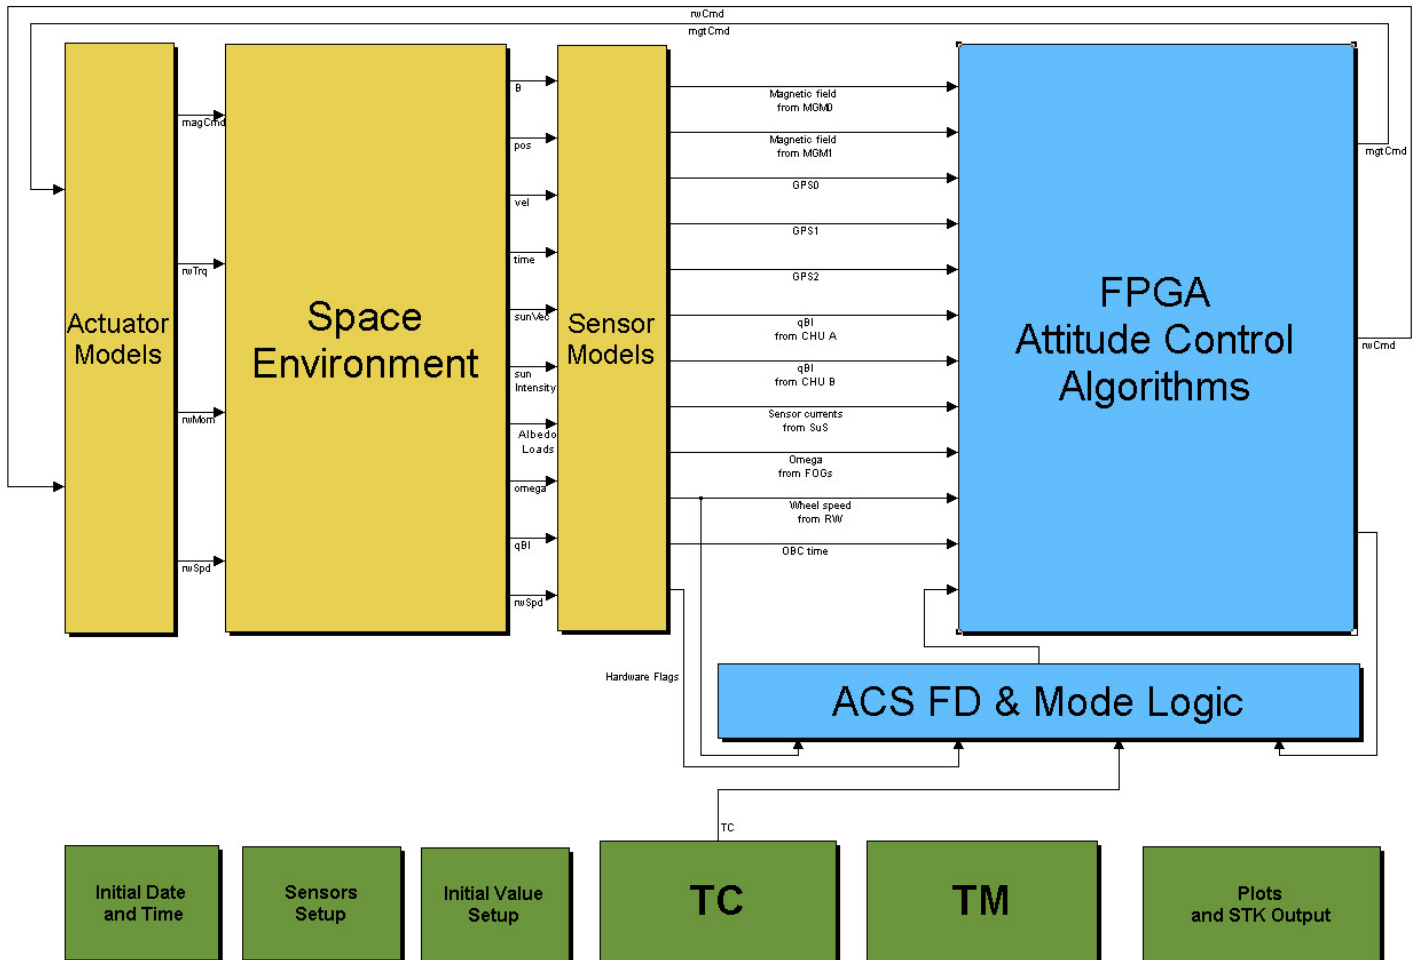 rwCmd
mgtCmd
magCmd
rwTrq
rwMom
rwSpd
Actuator
Models
Space
Environment
B
pos
vel
time
sunVec
sun
Intensity
Albedo
Loads
omega
qBI
rwSpd
Sensor
Models
Magnetic field
from MGM0
Magnetic field
from MGM1
GPS0
GPS1
GPS2
qBI
from CHU A
qBI
from CHU B
Sensor currents
from SuS
Omega
from FOGs
Wheel speed
from RW
OBC time
FPGA
Attitude Control
Algorithms
mgtCmd
rwCmd
Hardware Flags
ACS FD & Mode Logic
TC
Initial Date
and Time
Sensors
Setup
Initial Value
Setup
TC
TM
Plots
and STK Output